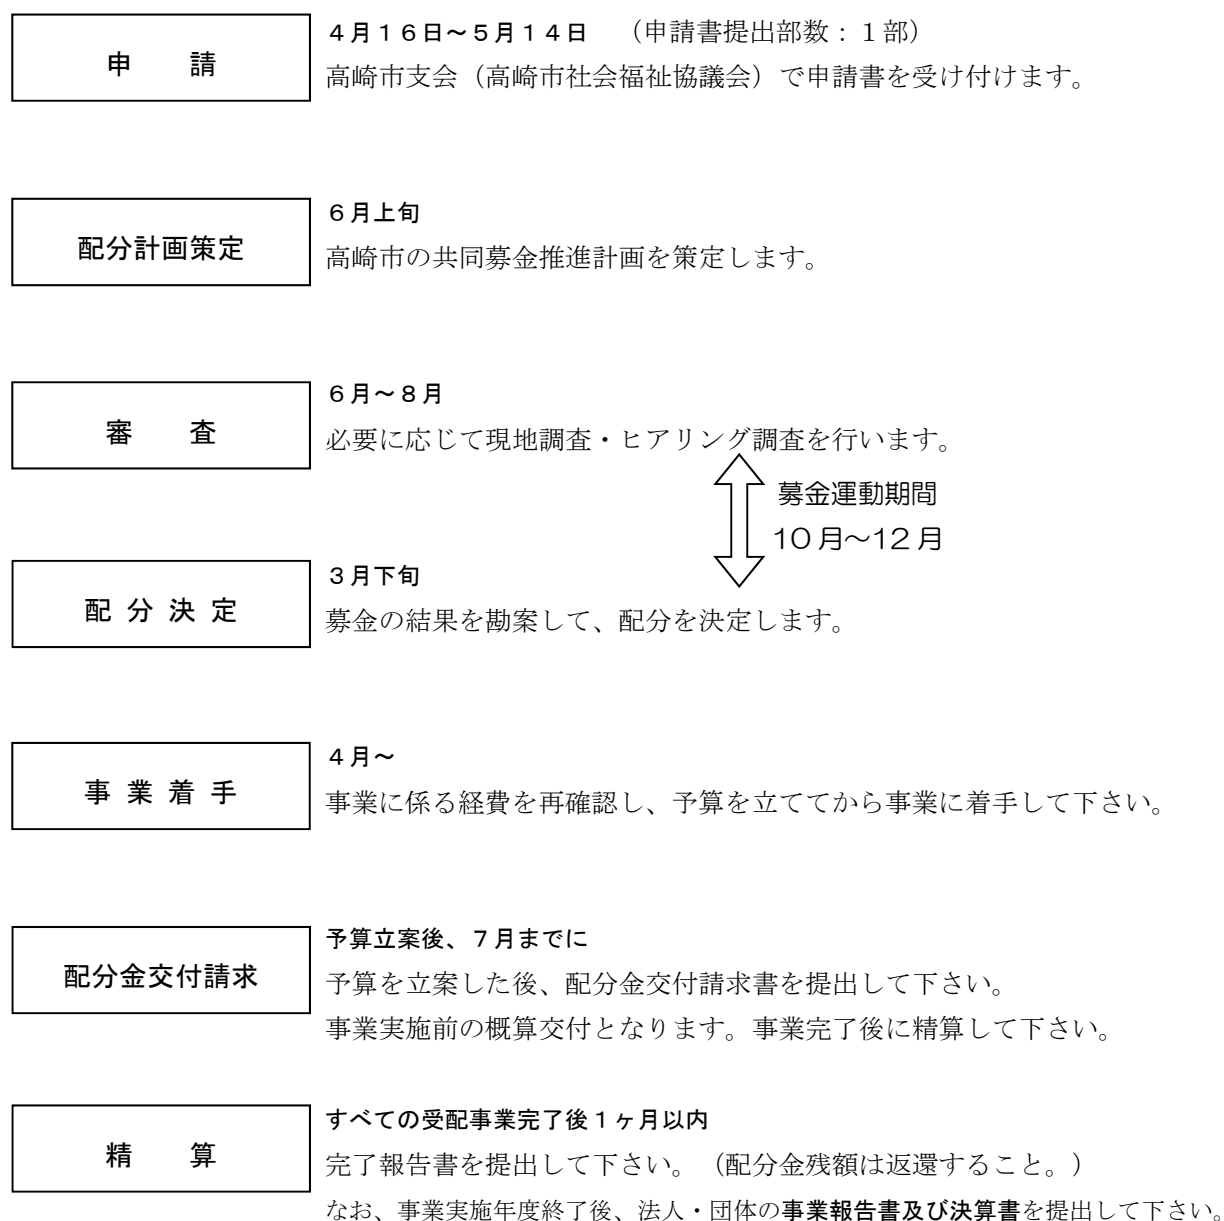 申　　請
４月１６日～５月１４日　（申請書提出部数：１部）
高崎市支会（高崎市社会福祉協議会）で申請書を受け付けます。
配分計画策定
６月上旬
高崎市の共同募金推進計画を策定します。
審　　査
６月～８月
必要に応じて現地調査・ヒアリング調査を行います。
募金運動期間
10月～12月
配 分 決 定
３月下旬
募金の結果を勘案して、配分を決定します。
事 業 着 手
４月～
事業に係る経費を再確認し、予算を立ててから事業に着手して下さい。
配分金交付請求
予算立案後、７月までに
予算を立案した後、配分金交付請求書を提出して下さい。
事業実施前の概算交付となります。事業完了後に精算して下さい。
精　　算
すべての受配事業完了後１ヶ月以内
完了報告書を提出して下さい。（配分金残額は返還すること。）
なお、事業実施年度終了後、法人・団体の事業報告書及び決算書を提出して下さい。